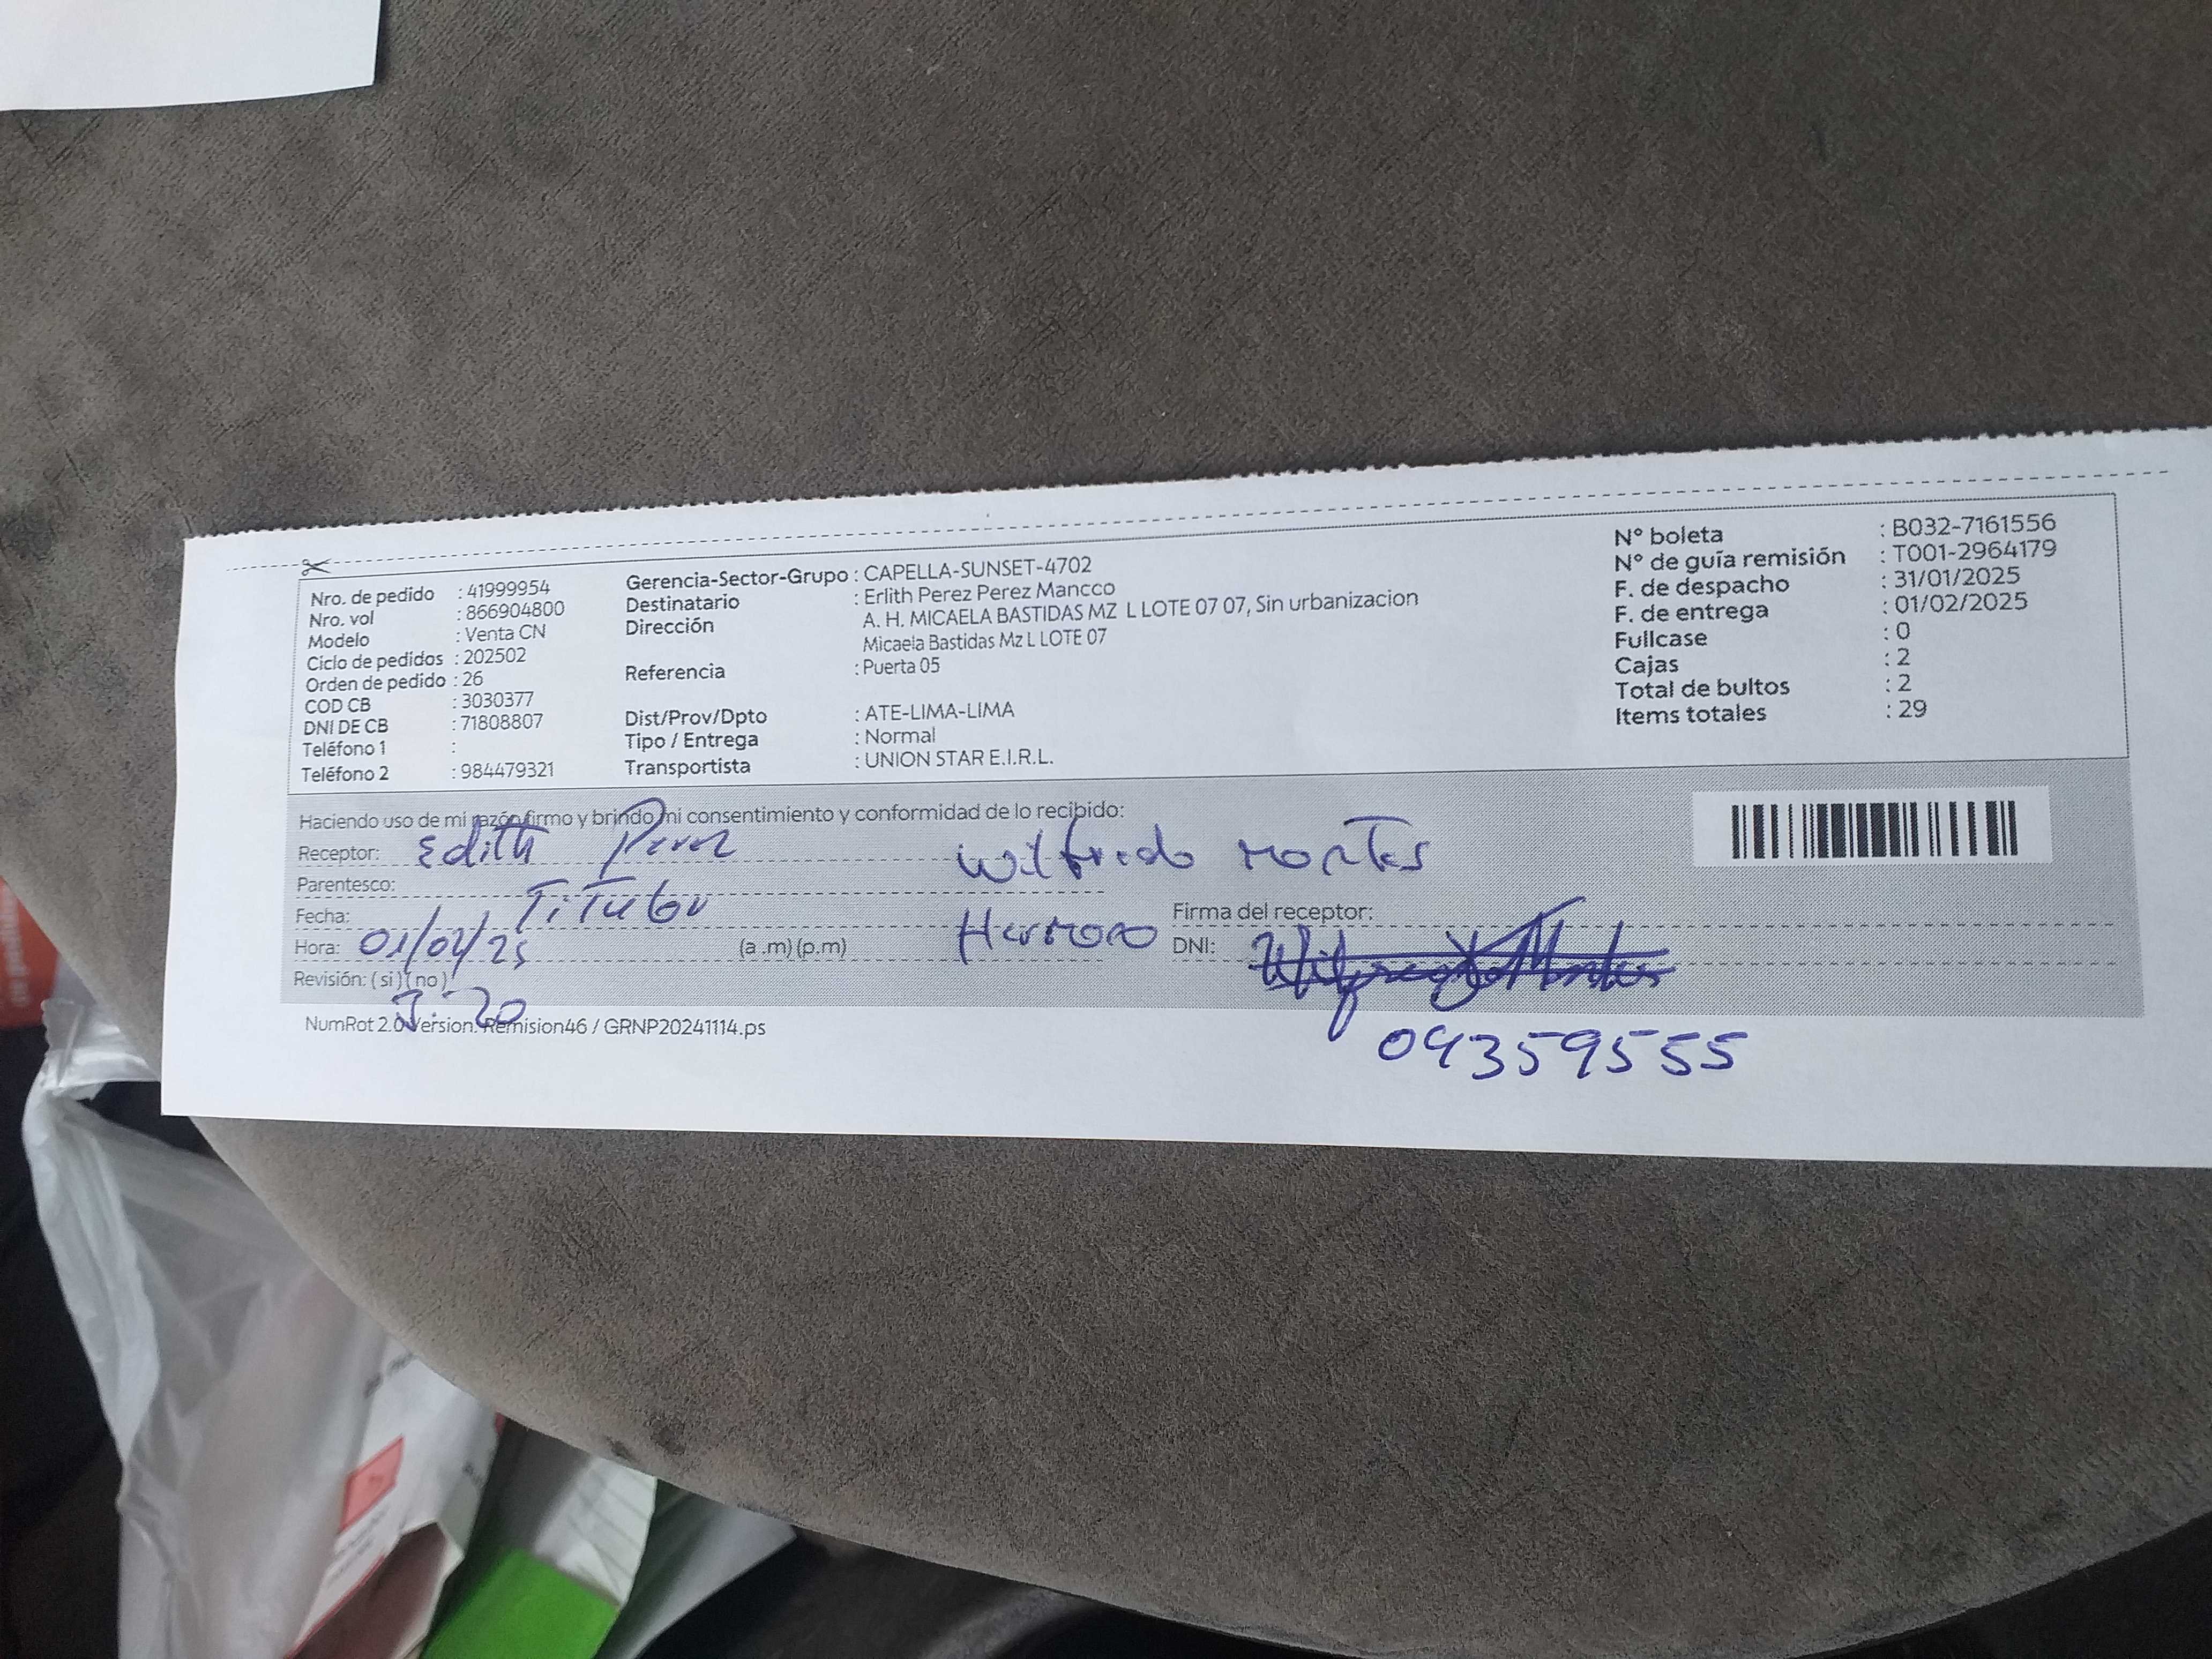 Nro. de pedido : 41999954
Nro. vol : 866904800
Modelo : Venta CN
Ciclo de pedidos : 202502
Orden de pedido : 26
COD CB : 3030377
DNI DE CB : 71808807
Teléfono 1 :
Teléfono 2 : 984479321
Gerencia-Sector-Grupo : CAPELLA-SUNSET-4702
Destinatario : Erlith Perez Perez Mancco
Dirección : A. H. MICAELA BASTIDAS MZ L LOTE 07 07, Sin urbanizacion
Micaela Bastidas Mz L LOTE 07
Referencia : Puerta 05
Dist/Prov/Dpto : ATE-LIMA-LIMA
Tipo / Entrega : Normal
Transportista : UNION STAR E.I.R.L.
N° boleta : B032-7161556
N° de guía remisión : T001-2964179
F. de despacho : 31/01/2025
F. de entrega : 01/02/2025
Fullcase : 0
Cajas : 2
Total de bultos : 2
Items totales : 29
Haciendo uso de mi razón firmo y brindo mi consentimiento y conformidad de lo recibido:
Receptor: Edith Perez Wilfredo Montes
Parentesco: Titular
Fecha: 01/02/25 Hermano Firma del receptor:
Hora: (a .m) (p.m) DNI:
Revisión: ( si ) ( no )
3:20
NumRot 2.0 Version: Remision46 / GRNP20241114.ps
09359555